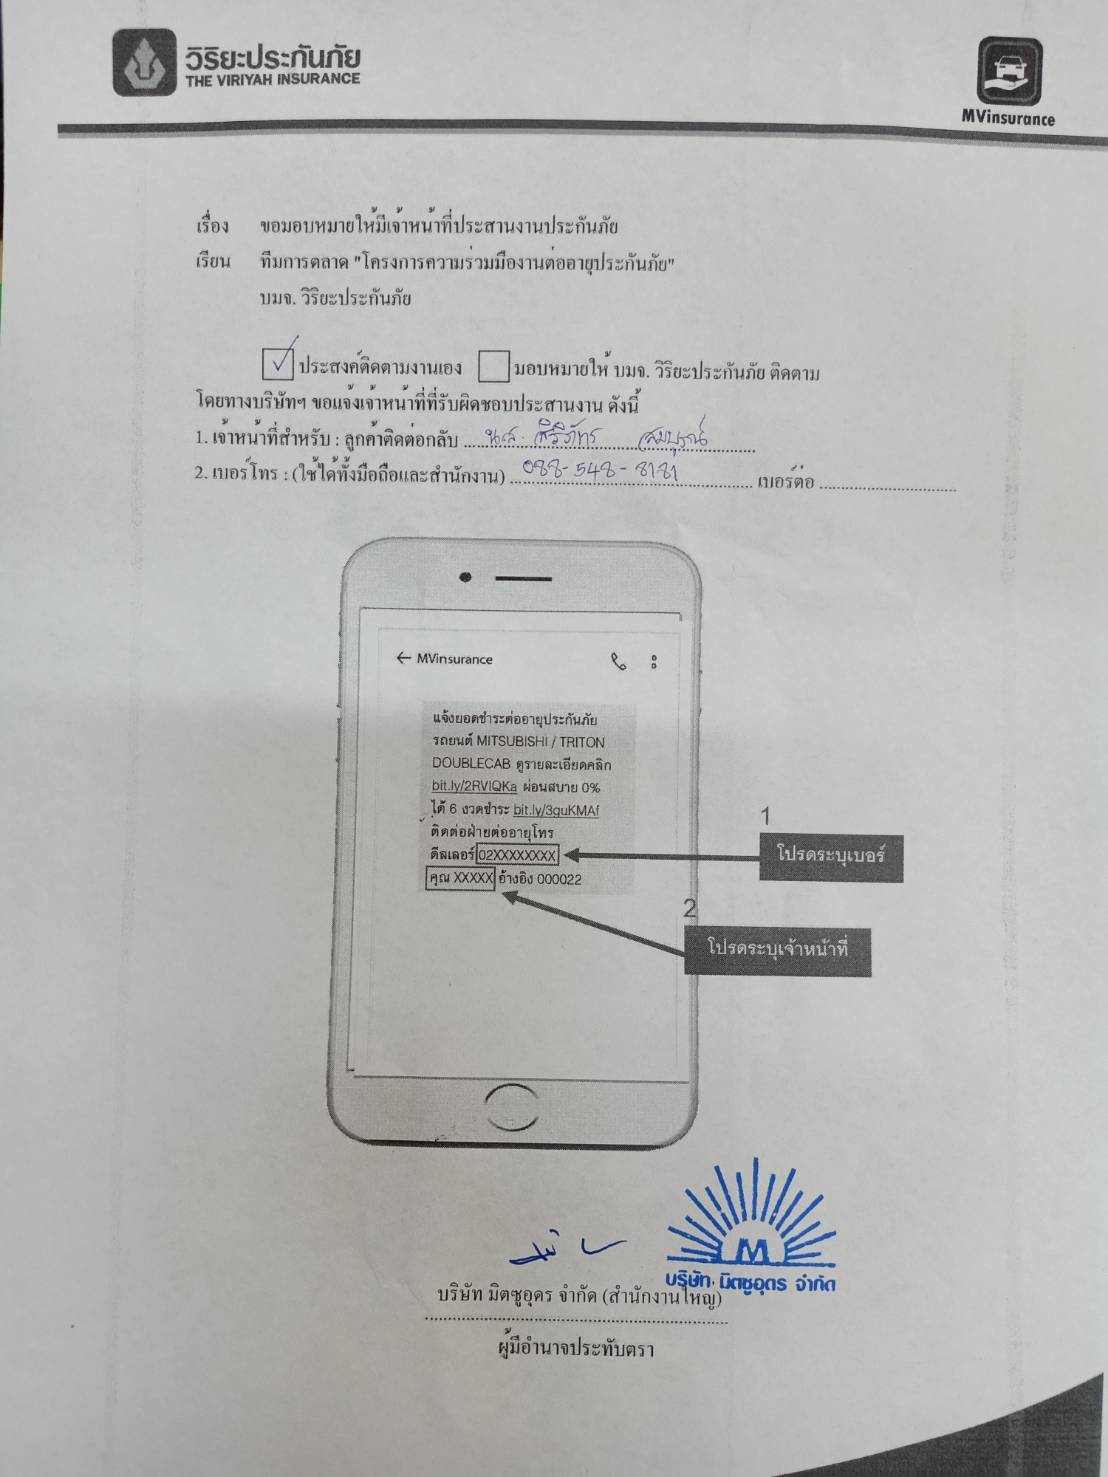 วิริยะประกันภัย
THE VIRIYAH INSURANCE
MVinsurance
เรื่อง ขอมอบหมายให้มีเจ้าหน้าที่ประสานงานประกันภัย
เรียน ทีมการตลาด "โครงการความร่วมมืองานต่ออายุประกันภัย"
บมจ. วิริยะประกันภัย
✓ ประสงค์ติดตามงานเอง มอบหมายให้ บมจ. วิริยะประกันภัย ติดตาม
โดยทางบริษัทฯ ขอแจ้งเจ้าหน้าที่ที่รับผิดชอบประสานงาน ดังนี้
1. เจ้าหน้าที่สำหรับ : ลูกค้าติดต่อกลับ นส. สมบูรณ์
2. เบอร์โทร : (ใช้ได้ทั้งมือถือและสำนักงาน) 088-548-8181 เบอร์ต่อ
← MVinsurance
แจ้งยอดชำระต่ออายุประกันภัย
รถยนต์ MITSUBISHI / TRITON
DOUBLECAB ดูรายละเอียดคลิก
bit.ly/2RVIQKa ผ่อนสบาย 0%
ได้ 6 งวดชำระ bit.ly/3guKMAf
ติดต่อฝ่ายต่ออายุโทร
ดีลเลอร์ 02XXXXXXXX
คุณ XXXXX อ้างอิง 000022
1
โปรดระบุเบอร์
2
โปรดระบุเจ้าหน้าที่
M
บริษัท มิตซูอุดร จำกัด
บริษัท มิตซูอุดร จำกัด (สำนักงานใหญ่)
ผู้มีอำนาจประทับตรา